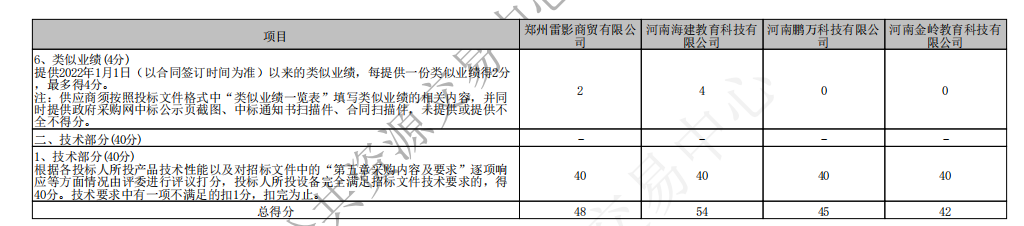 项目
郑州雷影商贸有限公
司
河南海建教育科技有
限公司
河南鹏万科技有限公
司
河南金岭教育科技有
限公司
6、类似业绩(4分)
提供2022年1月1日（以合同签订时间为准）以来的类似业绩，每提供一份类似业绩得2分
，最多得4分。
注：供应商须按照投标文件格式中“类似业绩一览表”填写类似业绩的相关内容，并同
时提供政府采购网中标公示页截图、中标通知书扫描件、合同扫描件，未提供或提供不
全不得分。
2
4
0
0
二、技术部分(40分)
—
—
—
—
1、技术部分(40分)
根据各投标人所投产品技术性能以及对招标文件中的“第五章采购内容及要求”逐项响
应等方面情况由评委进行评议打分，投标人所投设备完全满足招标文件技术要求的，得
40分。技术要求中有一项不满足的扣1分，扣完为止。
40
40
40
40
总得分
48
54
45
42
公共资源交易中心
交易中心